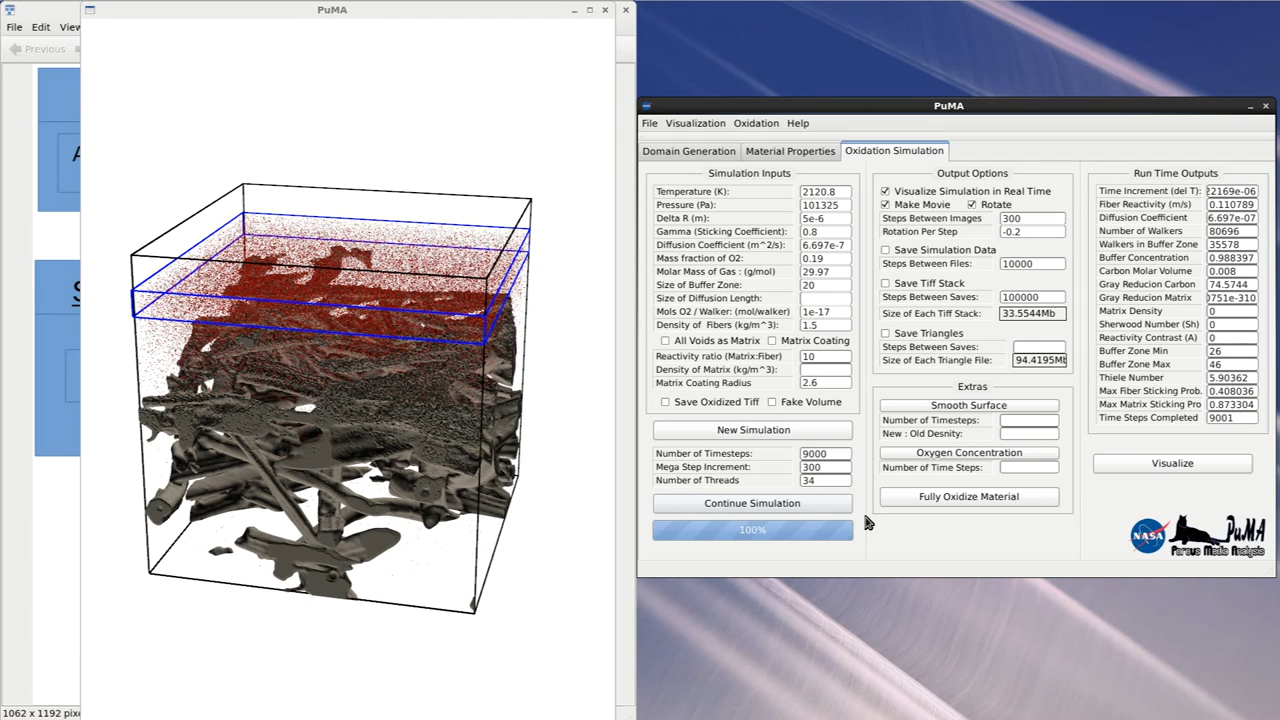 PuMA
File Edit View
Previous
A
S
1062 x 1192
PuMA
File Visualization Oxidation Help
Domain Generation Material Properties Oxidation Simulation
Simulation Inputs
Temperature (K): 2120.8
Pressure (Pa): 101325
Delta R (m): 5e-6
Gamma (Sticking Coefficient): 0.8
Diffusion Coefficient (m^2/s): 6.697e-7
Mass fraction of O2: 0.19
Molar Mass of Gas : (g/mol) 29.97
Size of Buffer Zone: 20
Size of Diffusion Length:
Mols O2 / Walker: (mol/walker) 1e-17
Density of Fibers (kg/m^3): 1.5
All Voids as Matrix Matrix Coating
Reactivity ratio (Matrix:Fiber) 10
Density of Matrix (kg/m^3):
Matrix Coating Radius 2.6
Save Oxidized Tiff Fake Volume
New Simulation
Number of Timesteps: 9000
Mega Step Increment: 300
Number of Threads 34
Continue Simulation
100%
Output Options
Visualize Simulation in Real Time
Make Movie Rotate
Steps Between Images 300
Rotation Per Step -0.2
Save Simulation Data
Steps Between Files: 10000
Save Tiff Stack
Steps Between Saves: 100000
Size of Each Tiff Stack: 33.5544Mb
Save Triangles
Steps Between Saves:
Size of Each Triangle File: 94.4195Mb
Extras
Smooth Surface
Number of Timesteps:
New : Old Desnity:
Oxygen Concentration
Number of Time Steps:
Fully Oxidize Material
Run Time Outputs
Time Increment (del T): 22169e-06
Fiber Reactivity (m/s) 0.110789
Diffusion Coefficient 6.697e-07
Number of Walkers 80696
Walkers in Buffer Zone 35578
Buffer Concentration 0.988397
Carbon Molar Volume 0.008
Gray Reducion Carbon 74.5744
Gray Reducion Matrix 0751e-310
Matrix Density 0
Sherwood Number (Sh) 0
Reactivity Contrast (A) 0
Buffer Zone Min 26
Buffer Zone Max 46
Thiele Number 5.90362
Max Fiber Sticking Prob. 0.408036
Max Matrix Sticking Pro 0.873304
Time Steps Completed 9001
Visualize
NASA
PuMA
Porous Media Analysis